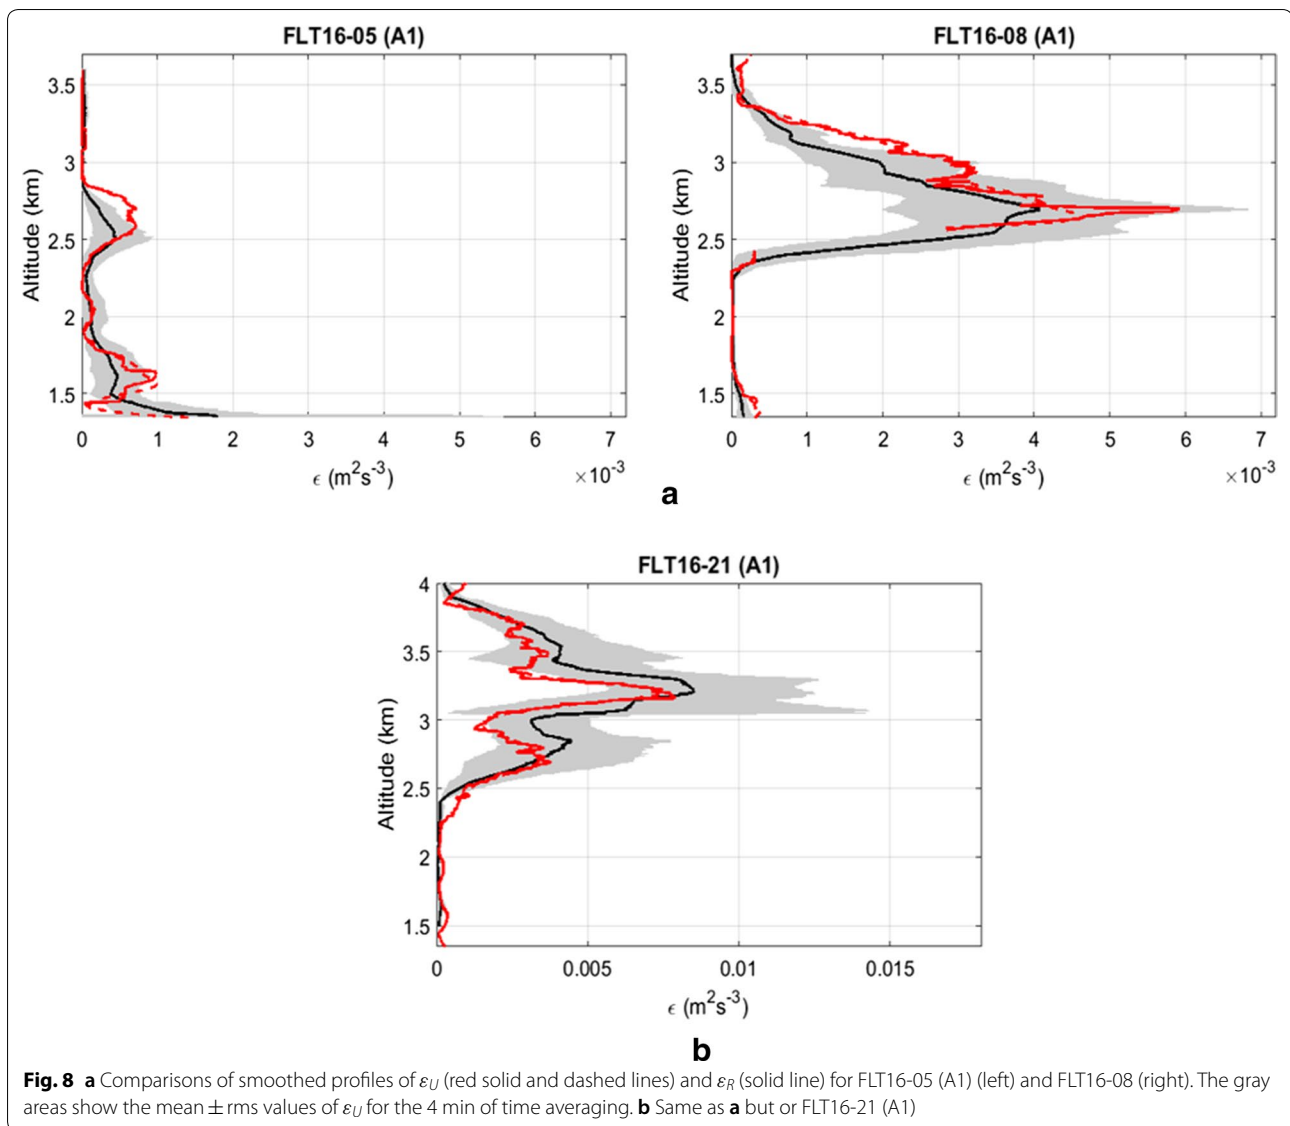 FLT16-05 (A1)
3.5
3
2.5
2
1.5
Altitude (km)
0 1 2 3 4 5 6 7
ϵ (m²s⁻³)
×10⁻³
FLT16-08 (A1)
3.5
3
2.5
2
1.5
Altitude (km)
0 1 2 3 4 5 6 7
ϵ (m²s⁻³)
×10⁻³
a
FLT16-21 (A1)
4
3.5
3
2.5
2
1.5
Altitude (km)
0 0.005 0.01 0.015
ϵ (m²s⁻³)
b
Fig. 8 a Comparisons of smoothed profiles of εU (red solid and dashed lines) and εR (solid line) for FLT16-05 (A1) (left) and FLT16-08 (right). The gray
areas show the mean ± rms values of εU for the 4 min of time averaging. b Same as a but or FLT16-21 (A1)